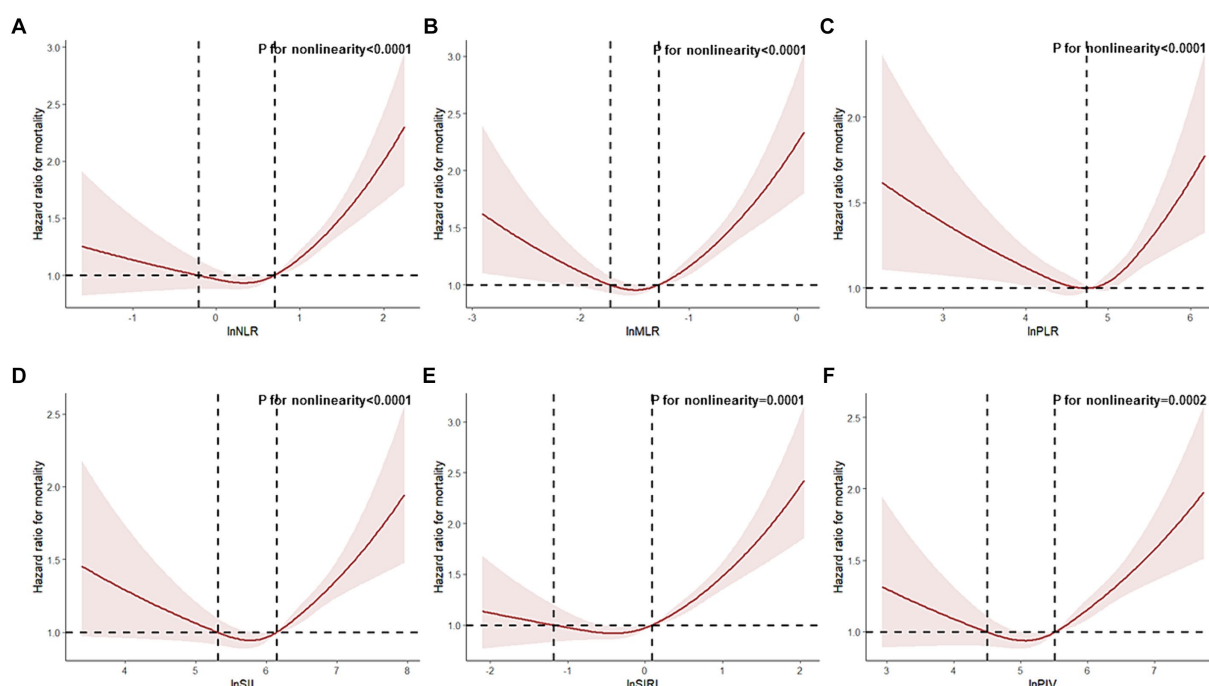 A
P for nonlinearity<0.0001
3.0
2.5
2.0
1.5
1.0
Hazard ratio for mortality
-1
0
1
2
lnNLR
B
P for nonlinearity<0.0001
3.0
2.5
2.0
1.5
1.0
Hazard ratio for mortality
-3
-2
-1
0
lnMLR
C
P for nonlinearity<0.0001
2.0
1.5
1.0
Hazard ratio for mortality
3
4
5
6
lnPLR
D
P for nonlinearity<0.0001
2.5
2.0
1.5
1.0
Hazard ratio for mortality
4
5
6
7
8
lnSII
E
P for nonlinearity=0.0001
3.0
2.5
2.0
1.5
1.0
Hazard ratio for mortality
-2
-1
0
1
2
lnSIRI
F
P for nonlinearity=0.0002
2.5
2.0
1.5
1.0
Hazard ratio for mortality
3
4
5
6
7
lnPIV